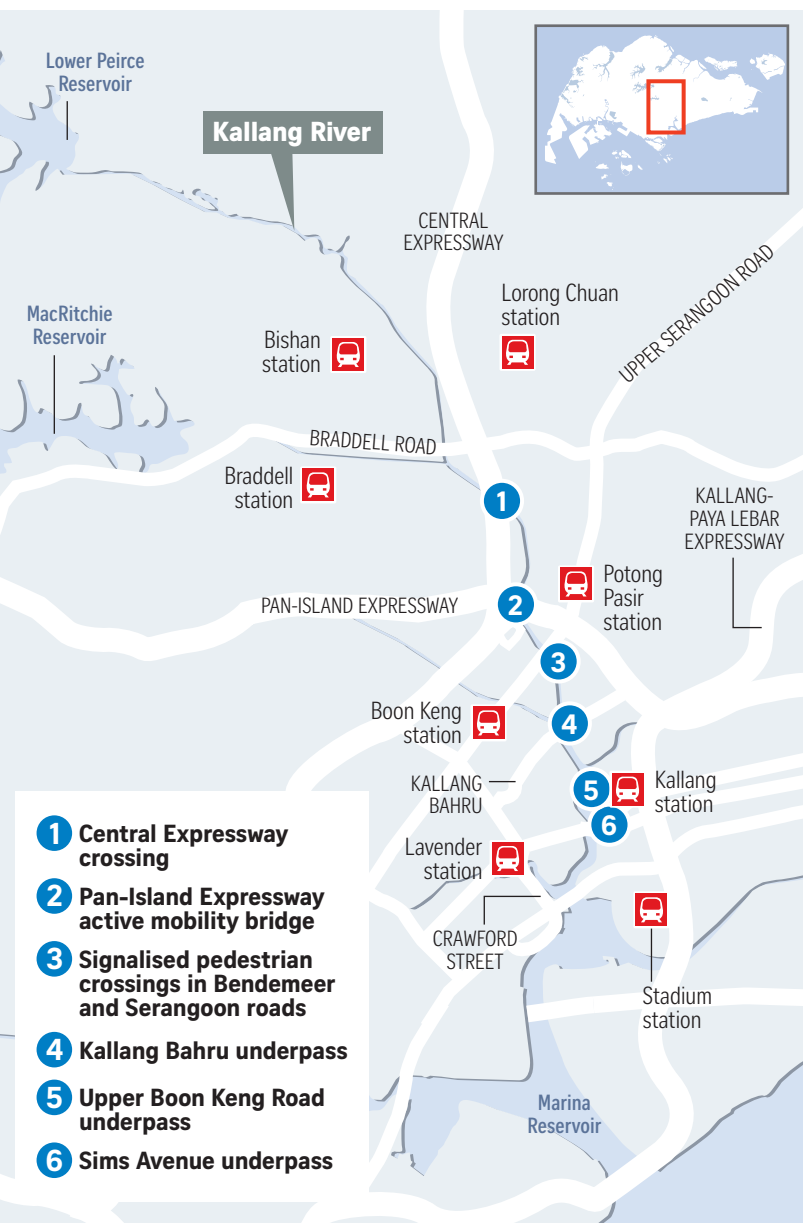 Lower Peirce
Reservoir
Kallang River
CENTRAL
EXPRESSWAY
Lorong Chuan
station
UPPER SERANGOON ROAD
MacRitchie
Reservoir
Bishan
station
BRADDELL ROAD
Braddell
station
1
KALLANG-
PAYA LEBAR
EXPRESSWAY
Potong
Pasir
station
PAN-ISLAND EXPRESSWAY
2
3
Boon Keng
station
4
KALLANG
BAHRU
5
Kallang
station
6
Lavender
station
CRAWFORD
STREET
Stadium
station
Marina
Reservoir
1 Central Expressway
crossing
2 Pan-Island Expressway
active mobility bridge
3 Signalised pedestrian
crossings in Bendemeer
and Serangoon roads
4 Kallang Bahru underpass
5 Upper Boon Keng Road
underpass
6 Sims Avenue underpass